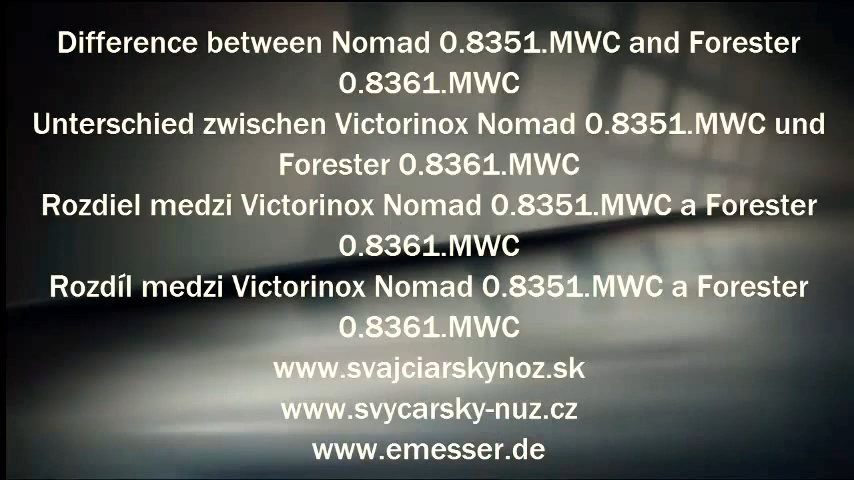 Difference between Nomad 0.8351.MWC and Forester
0.8361.MWC
Unterschied zwischen Victorinox Nomad 0.8351.MWC und
Forester 0.8361.MWC
Rozdiel medzi Victorinox Nomad 0.8351.MWC a Forester
0.8361.MWC
Rozdíl medzi Victorinox Nomad 0.8351.MWC a Forester
0.8361.MWC
www.svajciarskynoz.sk
www.svycarsky-nuz.cz
www.emesser.de